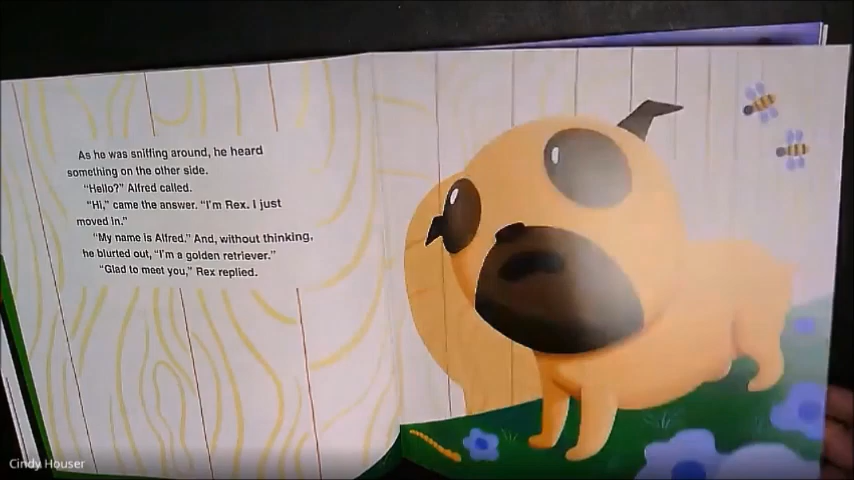 As he was sniffing around, he heard
something on the other side.
"Hello?" Alfred called.
"Hi," came the answer. "I'm Rex. I just
moved in."
"My name is Alfred." And, without thinking,
he blurted out, "I'm a golden retriever."
"Glad to meet you," Rex replied.
Cindy Houser